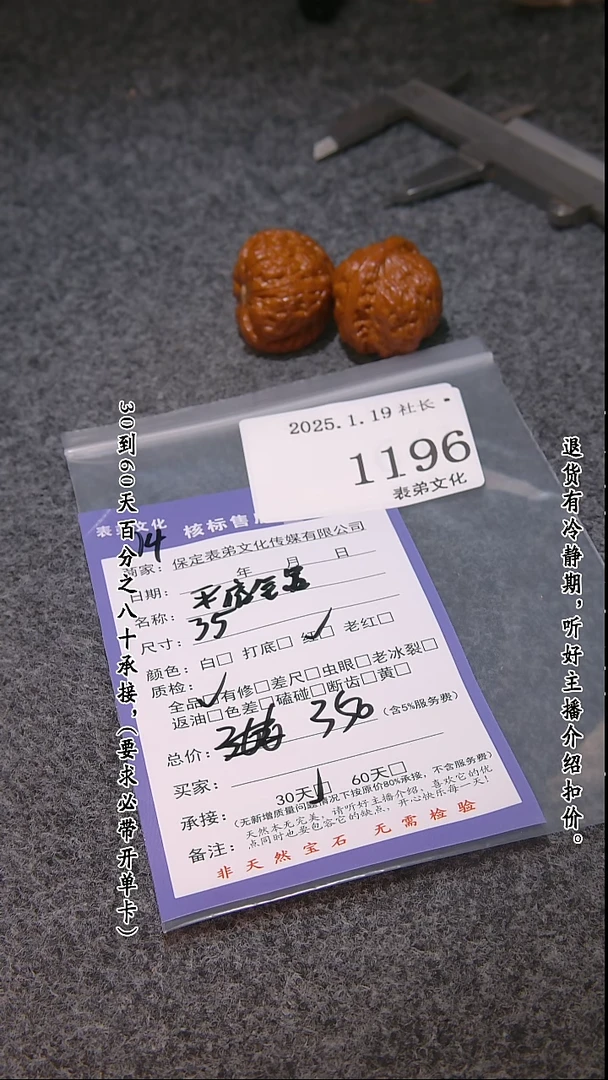 2025.1.19 社长
1196
表弟文化
表弟文化 核标售
14
商家：保定表弟文化传媒有限公司
日期： 年 月 日
名称：
尺寸：35
颜色：白□ 打底□ 红□ 老红□
质检：
全品□有修□差尺□虫眼□老冰裂□
返油□色差□磕碰□断齿□黄□
总价： 350 (含5%服务费)
买家：
承接：30天□ 60天□
(无新增质量问题情况下按原价80%承接，不含服务费)
备注：天然本无完美，请听好主播介绍，喜欢它的优
点同时也要包容它的缺点，开心快乐每一天！
非天然宝石 无需检验
30到60天百分之八十承接，(要求必带开单卡)
退货有冷静期，听好主播介绍扣价。